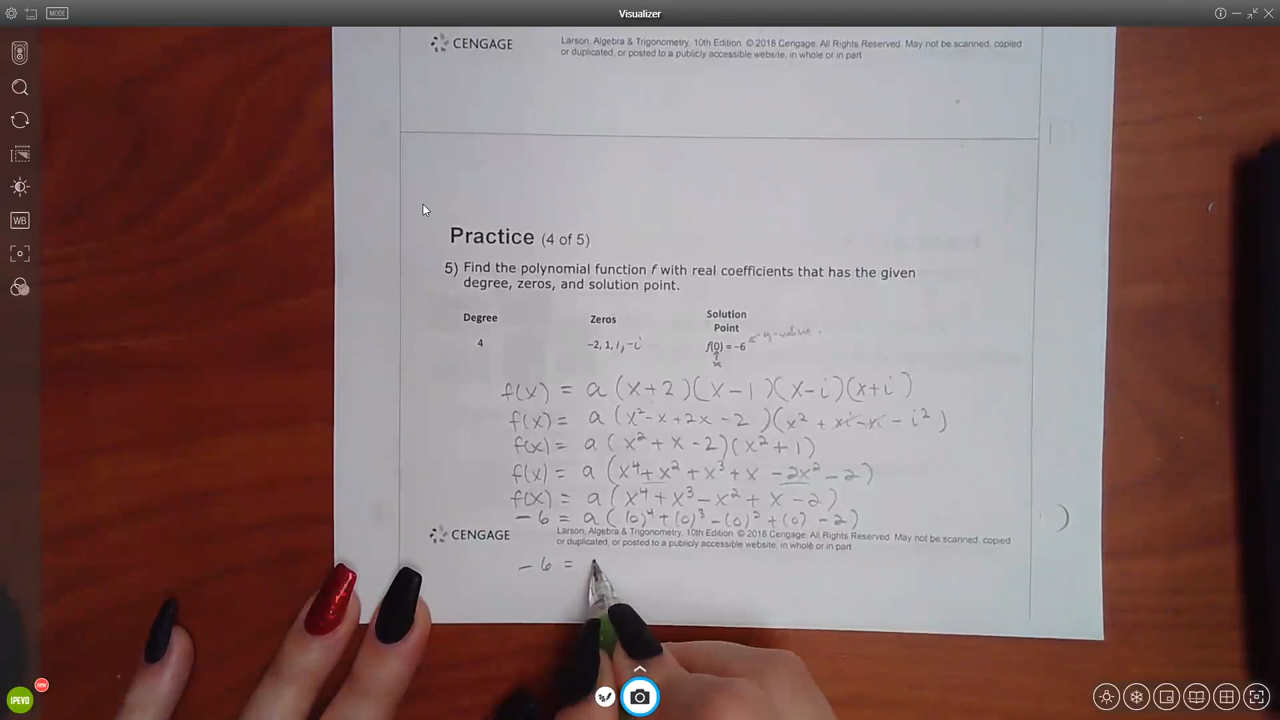 MODE
Visualizer
CENGAGE
Larson, Algebra & Trigonometry, 10th Edition. © 2018 Cengage. All Rights Reserved. May not be scanned, copied
or duplicated, or posted to a publicly accessible website, in whole or in part
Practice (4 of 5)
5) Find the polynomial function f with real coefficients that has the given
degree, zeros, and solution point.
Degree Zeros Solution
Point
4 −2, 1, i, -i f(0) = −6 ← y-value
x
f(x) = a(x+2)(x-1)(x-i)(x+i)
f(x) = a(x²-x+2x-2)(x²+xi-xi-i²)
f(x) = a(x²+x-2)(x²+1)
f(x) = a(x⁴+x²+x³+x-2x²-2)
f(x) = a(x⁴+x³-x²+x-2)
-6 = a((0)⁴+(0)³-(0)²+(0)-2)
CENGAGE
Larson, Algebra & Trigonometry, 10th Edition. © 2018 Cengage. All Rights Reserved. May not be scanned, copied
or duplicated, or posted to a publicly accessible website, in whole or in part
-6 =
WB
IPEVO
new